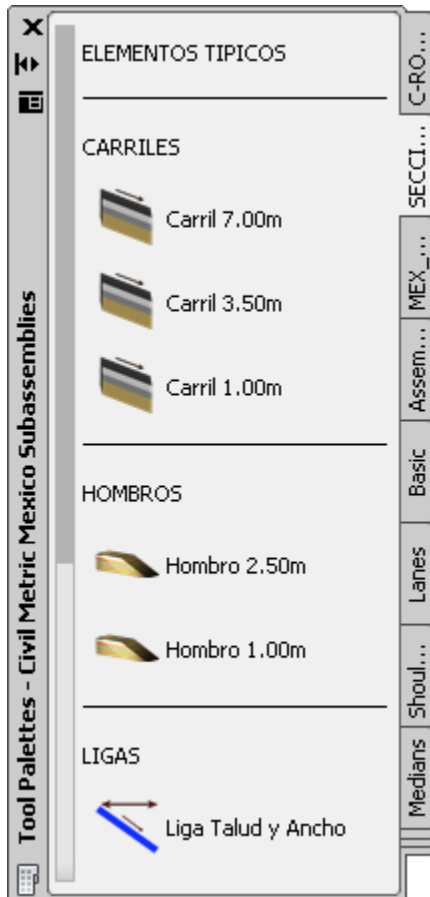 ELEMENTOS TIPICOS
CARRILES
Carril 7.00m
Carril 3.50m
Carril 1.00m
HOMBROS
Hombro 2.50m
Hombro 1.00m
LIGAS
Liga Talud y Ancho
Tool Palettes - Civil Metric Mexico Subassemblies
C-RO...
SECCI...
MEX_...
Assem...
Basic
Lanes
Shoul...
Medians